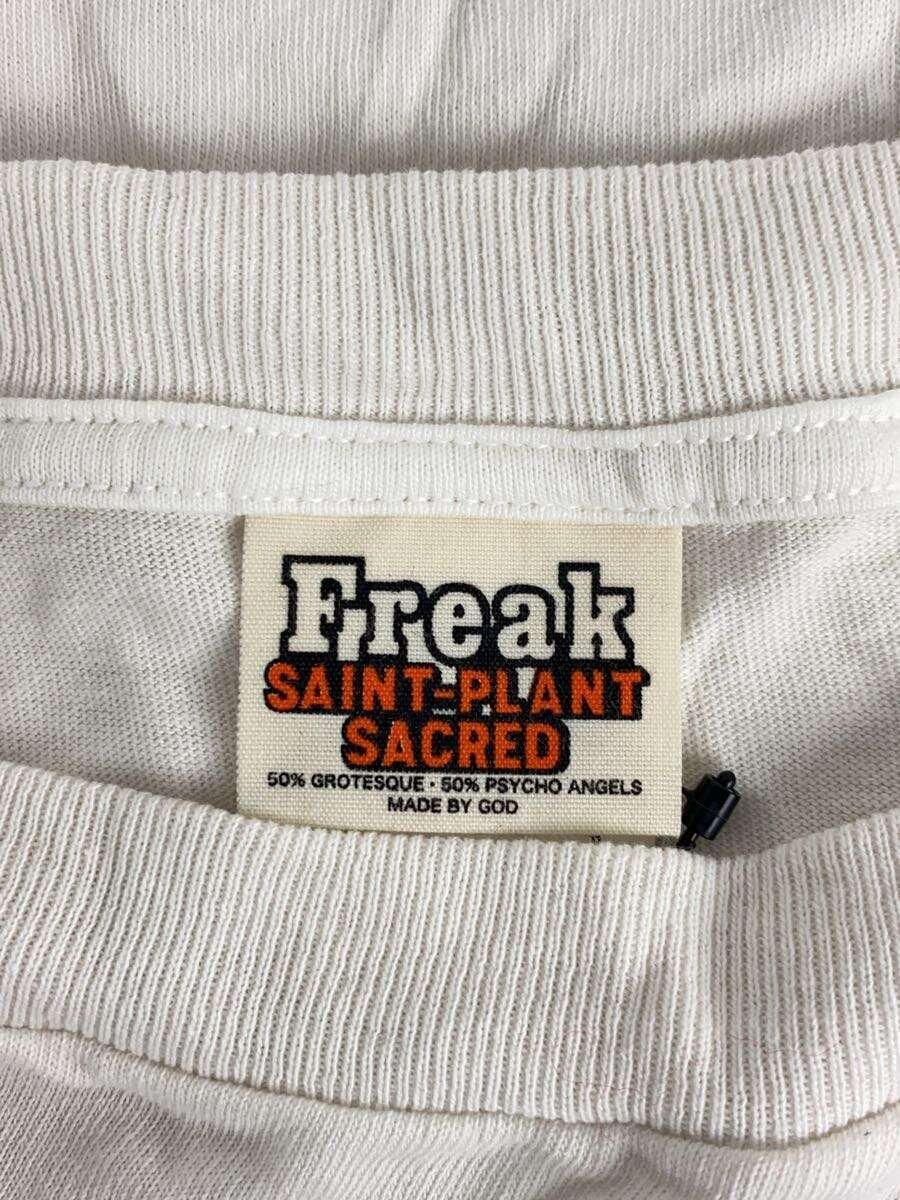 Freak
SAINT-PLANT
SACRED
50% GROTESQUE · 50% PSYCHO ANGELS
MADE BY GOD